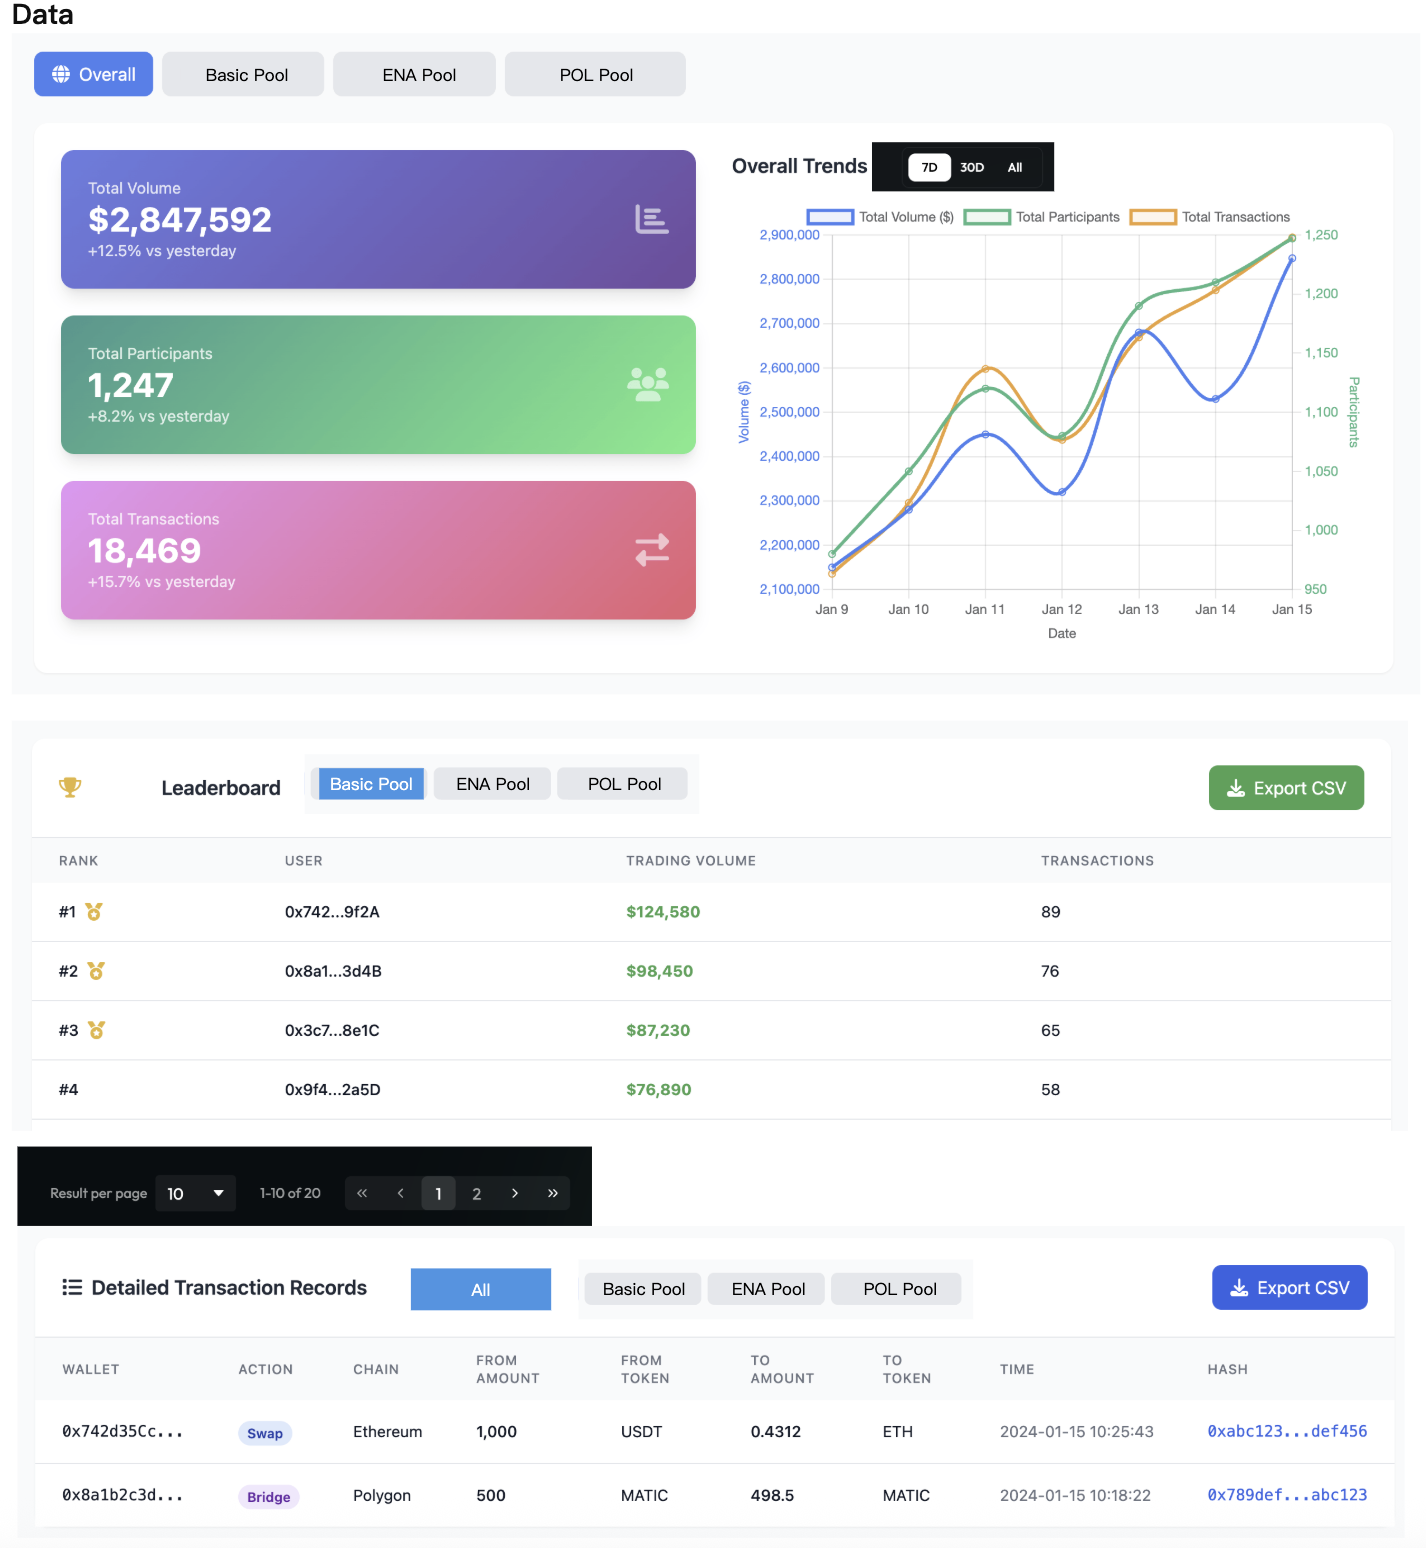 Data
Overall
Basic Pool
ENA Pool
POL Pool
Total Volume
$2,847,592
+12.5% vs yesterday
Total Participants
1,247
+8.2% vs yesterday
Total Transactions
18,469
+15.7% vs yesterday
Overall Trends
7D
30D
All
Total Volume ($)
Total Participants
Total Transactions
2,900,000
2,800,000
2,700,000
2,600,000
2,500,000
2,400,000
2,300,000
2,200,000
2,100,000
Volume ($)
1,250
1,200
1,150
1,100
1,050
1,000
950
Participants
Jan 9
Jan 10
Jan 11
Jan 12
Jan 13
Jan 14
Jan 15
Date
Leaderboard
Basic Pool
ENA Pool
POL Pool
Export CSV
RANK USER TRADING VOLUME TRANSACTIONS
#1 0x742...9f2A $124,580 89
#2 0x8a1...3d4B $98,450 76
#3 0x3c7...8e1C $87,230 65
#4 0x9f4...2a5D $76,890 58
Result per page 10 1-10 of 20 « ‹ 1 2 › »
Detailed Transaction Records
All
Basic Pool
ENA Pool
POL Pool
Export CSV
WALLET ACTION CHAIN FROM AMOUNT FROM TOKEN TO AMOUNT TO TOKEN TIME HASH
0x742d35Cc... Swap Ethereum 1,000 USDT 0.4312 ETH 2024-01-15 10:25:43 0xabc123...def456
0x8a1b2c3d... Bridge Polygon 500 MATIC 498.5 MATIC 2024-01-15 10:18:22 0x789def...abc123